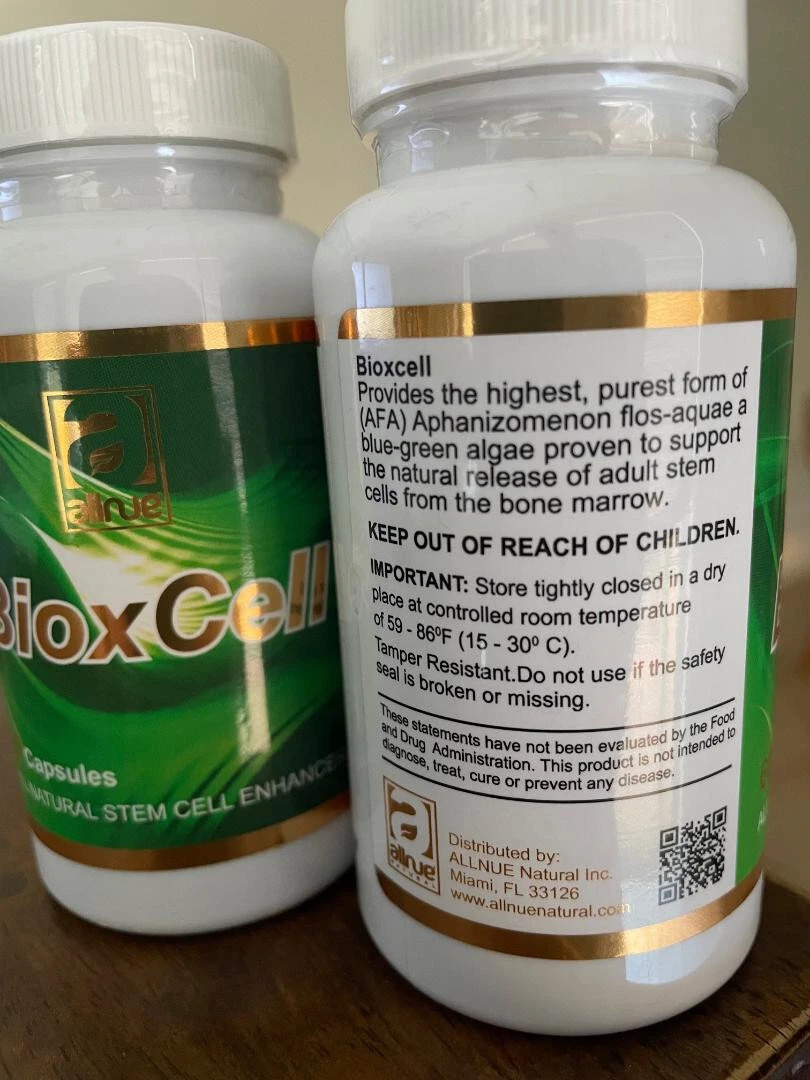 allnue
BioxCell
Capsules
NATURAL STEM CELL ENHANCE
Bioxcell
Provides the highest, purest form of
(AFA) Aphanizomenon flos-aquae a
blue-green algae proven to support
the natural release of adult stem
cells from the bone marrow.
KEEP OUT OF REACH OF CHILDREN.
IMPORTANT: Store tightly closed in a dry
place at controlled room temperature
of 59 - 86⁰F (15 - 30⁰ C).
Tamper Resistant.Do not use if the safety
seal is broken or missing.
These statements have not been evaluated by the Food
and Drug Administration. This product is not intended to
diagnose, treat, cure or prevent any disease.
allnue
NATURAL
Distributed by:
ALLNUE Natural Inc.
Miami, FL 33126
www.allnuenatural.com